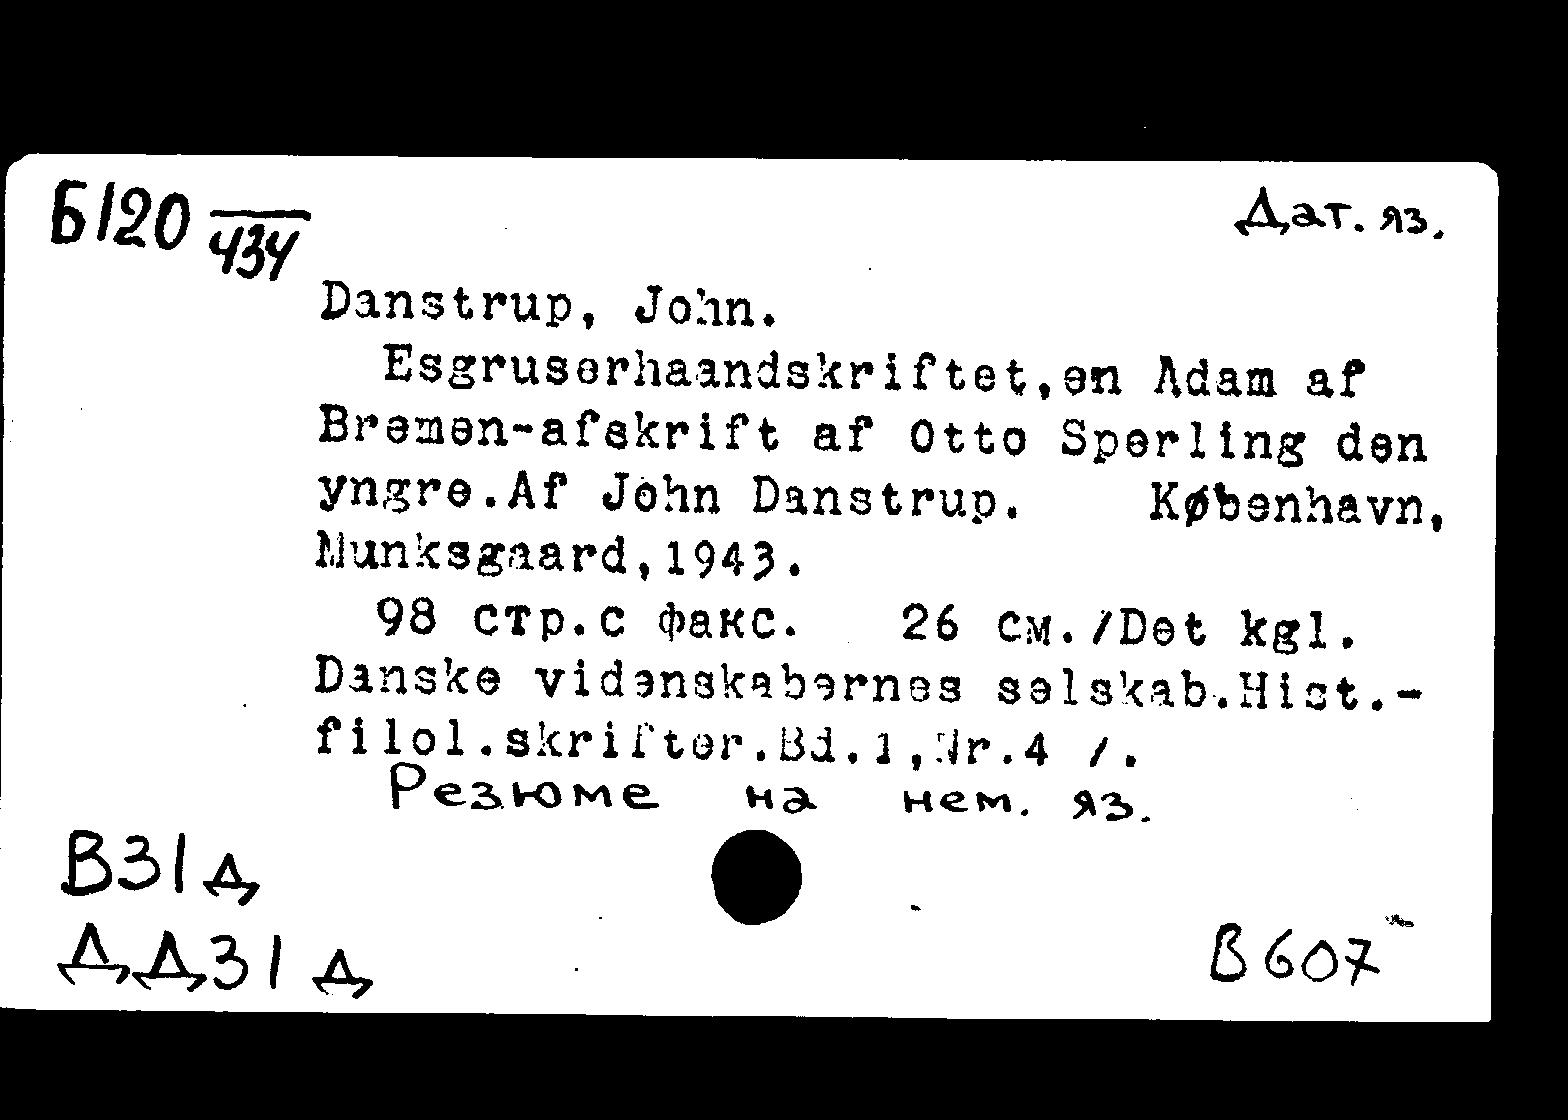 Б120 434
Дат. яз.
Danstrup, John.
Esgruserhaandskriftet,en Adam af
Bremen-afskrift af Otto Sperling den
yngre.Af John Danstrup. København,
Munksgaard,1943.
98 стр.с факс. 26 см./Det kgl.
Danske videnskabernes selskab.Hist.-
filol.skrifter.Bd.1,Nr.4 /.
Резюме на нем. яз.
В31д
ДД31д
В607